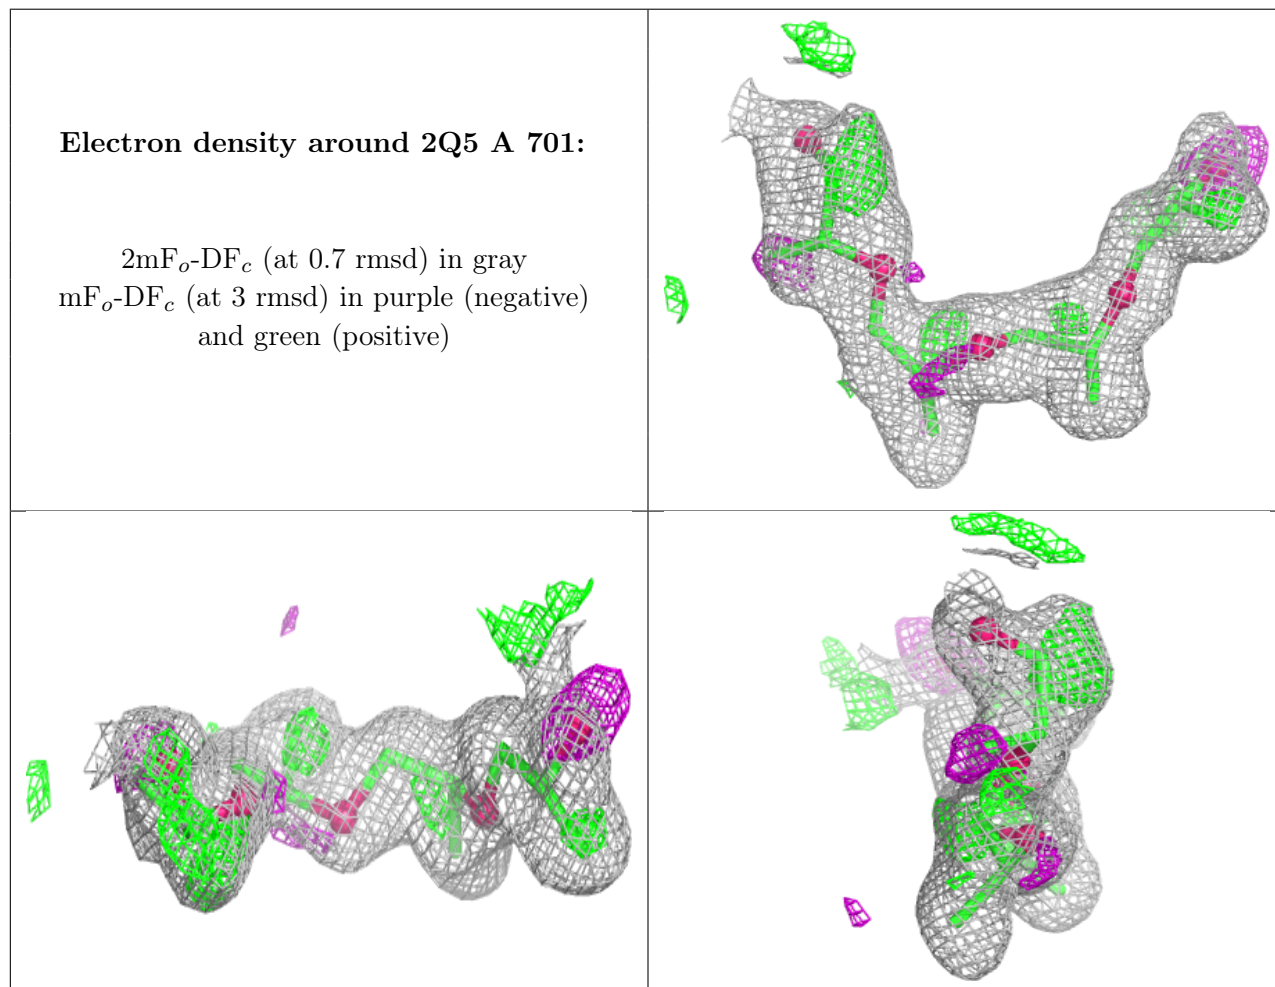 Electron density around 2Q5 A 701:
2mFo-DFc (at 0.7 rmsd) in gray
mFo-DFc (at 3 rmsd) in purple (negative)
and green (positive)